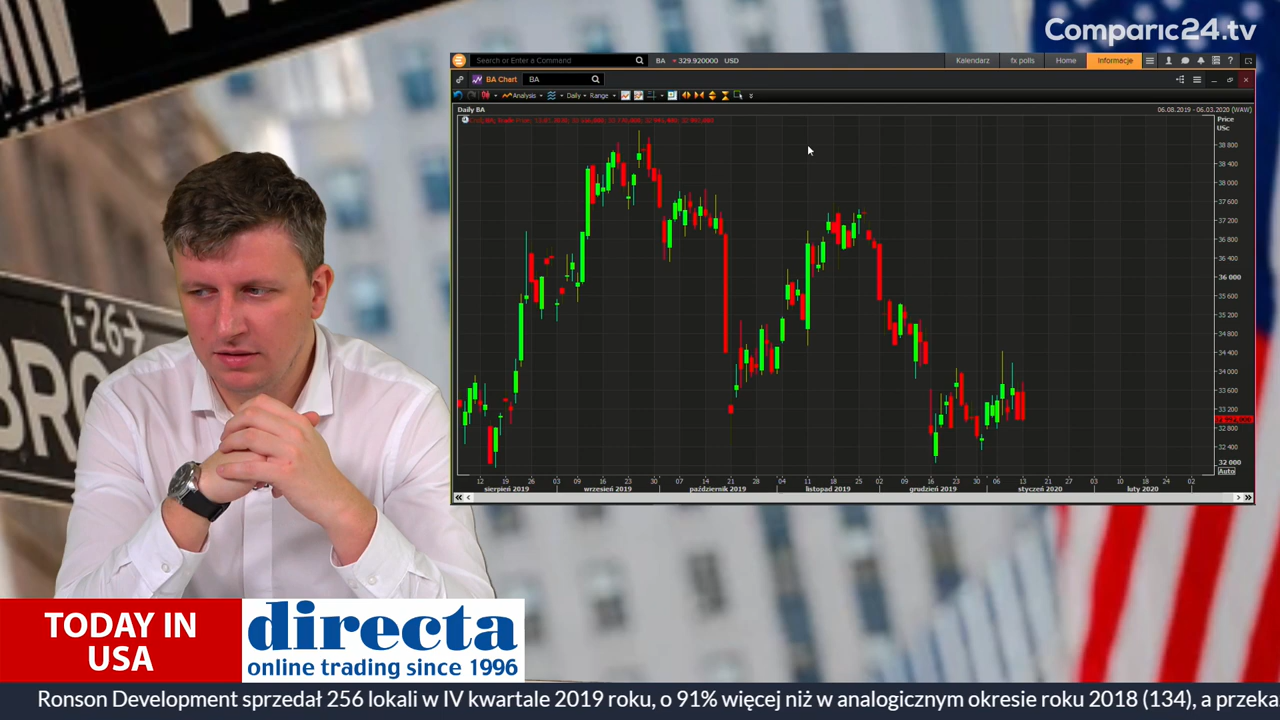 Comparic24.tv
Search or Enter a Command BA 329.920000 USD Kalendarz fx polls Home Informacje
BA Chart BA
Analysis Daily Range
Daily BA 06.08.2019 - 06.03.2020 (WAW)
Price
USc
38 800
38 400
38 000
37 600
37 200
36 800
36 400
36 000
35 600
35 200
34 800
34 400
34 000
33 600
33 200
32 800
32 400
32 000
Auto
12 19 26 03 09 16 23 30 07 14 21 28 04 11 18 25 02 09 16 23 30 06 13 20 27 03 10 18 24 02
sierpień 2019 wrzesień 2019 październik 2019 listopad 2019 grudzień 2019 styczeń 2020 luty 2020
1-26
BRO
TODAY IN
USA
directa
online trading since 1996
Ronson Development sprzedał 256 lokali w IV kwartale 2019 roku, o 91% więcej niż w analogicznym okresie roku 2018 (134), a przeka